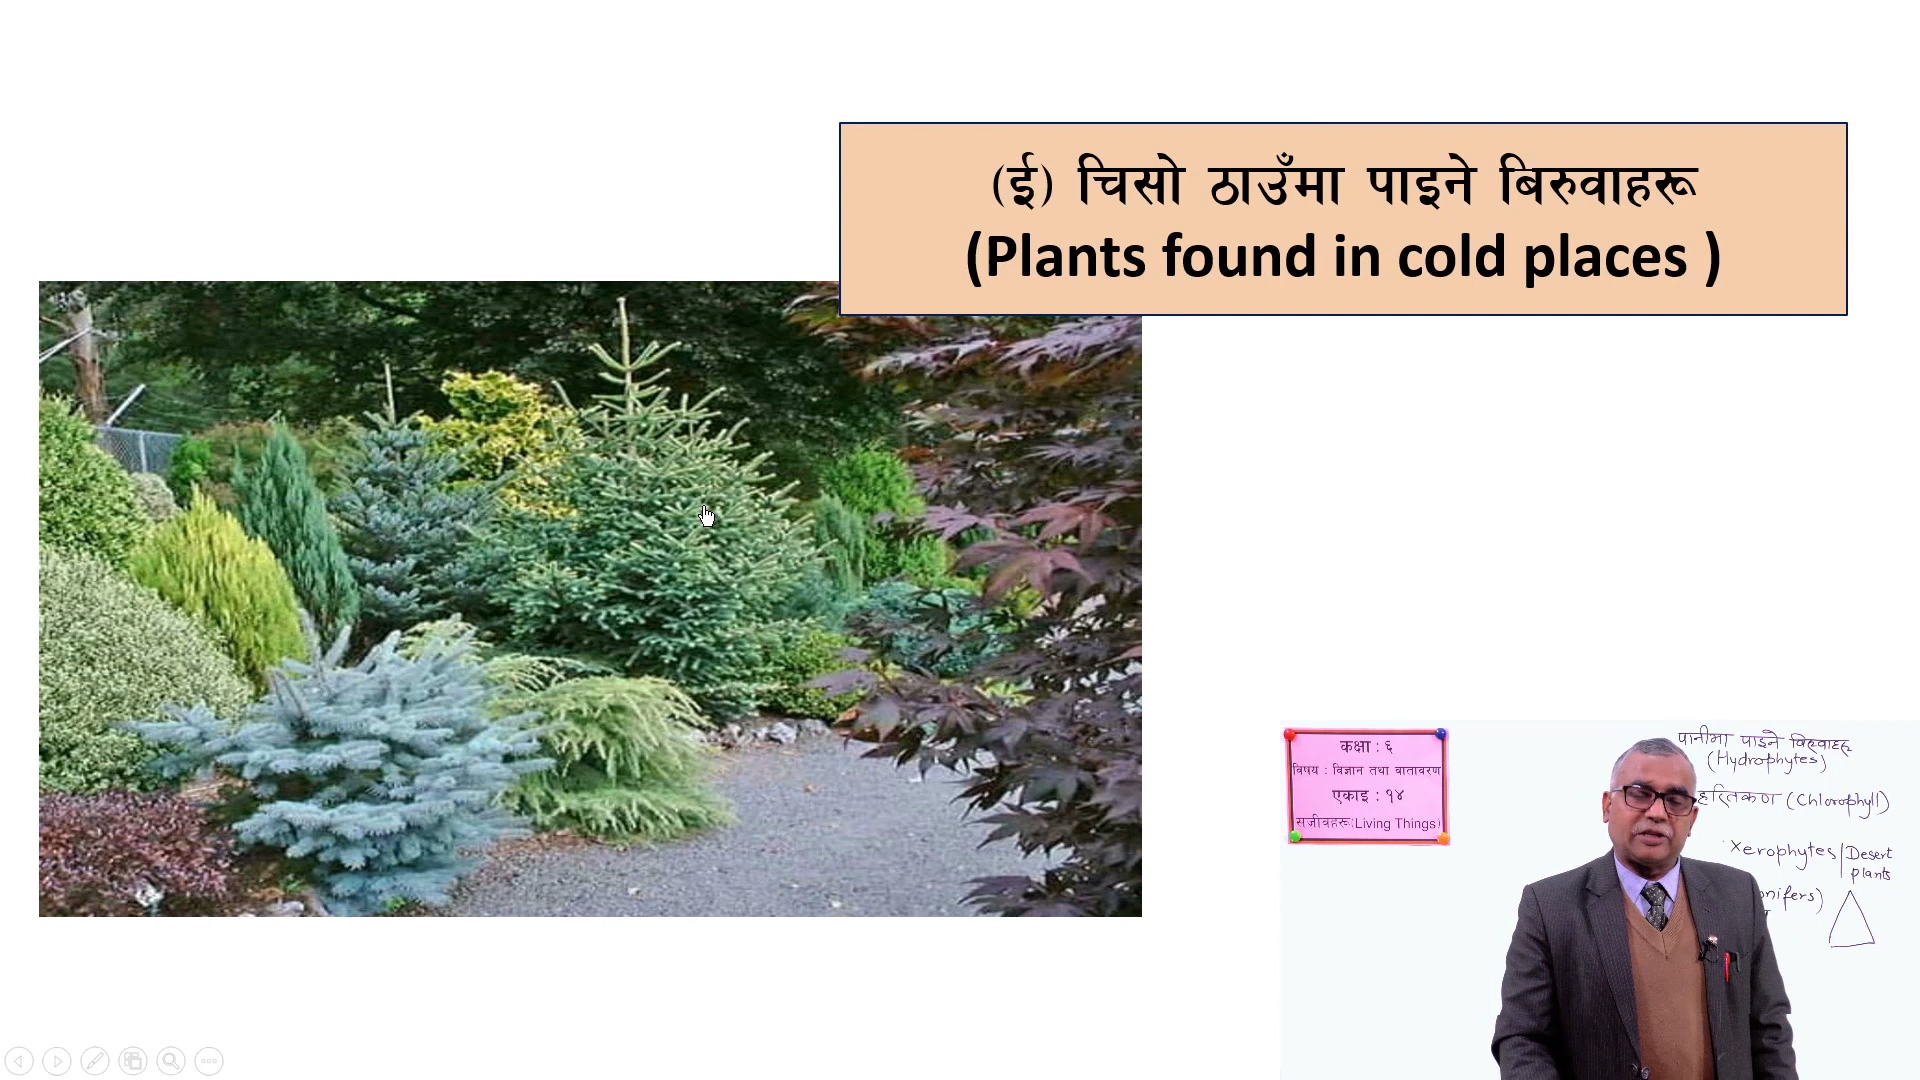 (ई) चिसो ठाउँमा पाइने बिरुवाहरू
(Plants found in cold places )
कक्षा : ६
विषय : विज्ञान तथा वातावरण
एकाइ : १४
सजीवहरू(Living Things)
पानीमा पाइने विरुवाहरु
(Hydrophytes)
हरितकण (Chlorophyll)
Xerophytes/Desert
plants
onifers)